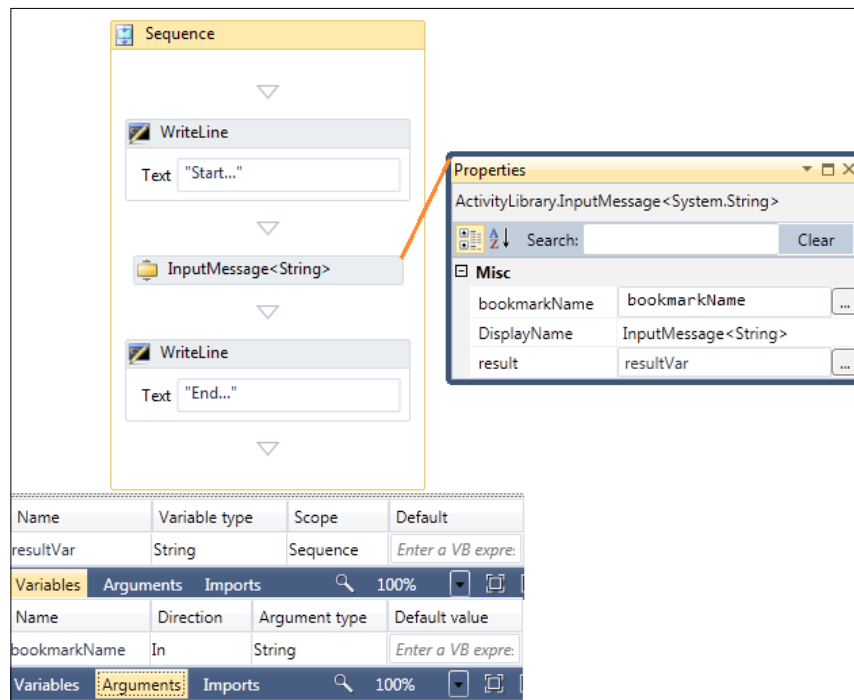 Sequence
WriteLine
Text "Start..."
InputMessage<String>
WriteLine
Text "End..."
Properties
ActivityLibrary.InputMessage<System.String>
Search: Clear
Misc
bookmarkName bookmarkName ...
DisplayName InputMessage<String>
result resultVar ...
Name Variable type Scope Default
resultVar String Sequence Enter a VB expre:
Variables Arguments Imports 100%
Name Direction Argument type Default value
bookmarkName In String Enter a VB expre:
Variables Arguments Imports 100%